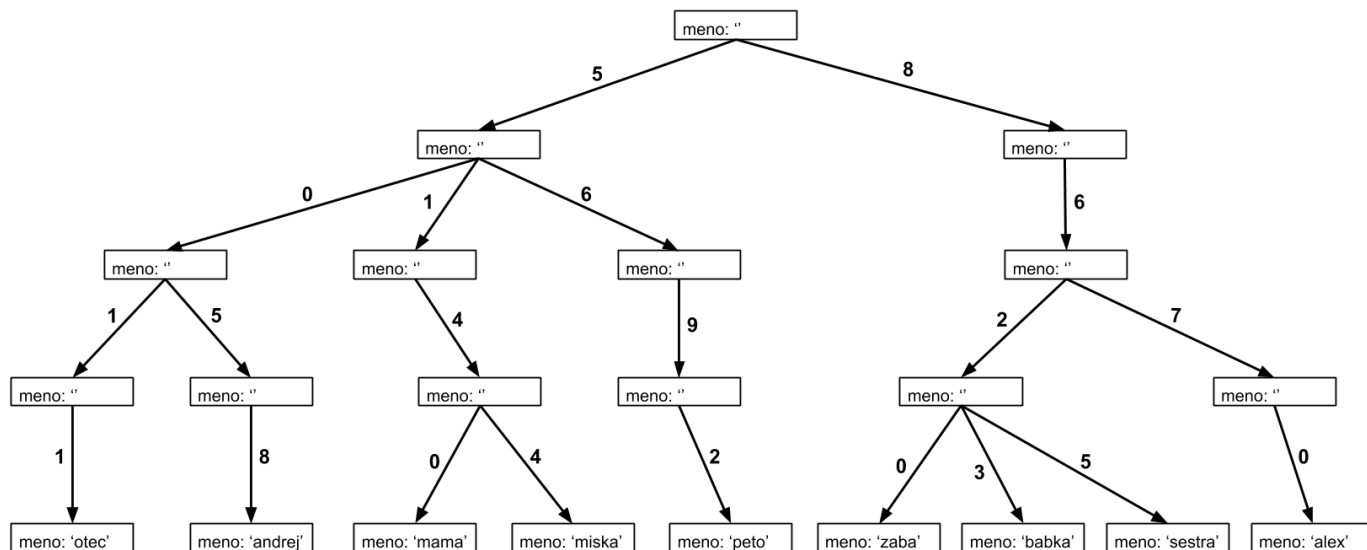 meno: ‘’
5 8
meno: ‘’ meno: ‘’
0 1 6 6
meno: ‘’ meno: ‘’ meno: ‘’ meno: ‘’
1 5 4 9 2 7
meno: ‘’ meno: ‘’ meno: ‘’ meno: ‘’ meno: ‘’ meno: ‘’
1 8 0 4 2 0 3 5 0
meno: ‘otec’ meno: ‘andrej’ meno: ‘mama’ meno: ‘miska’ meno: ‘peto’ meno: ‘zaba’ meno: ‘babka’ meno: ‘sestra’ meno: ‘alex’